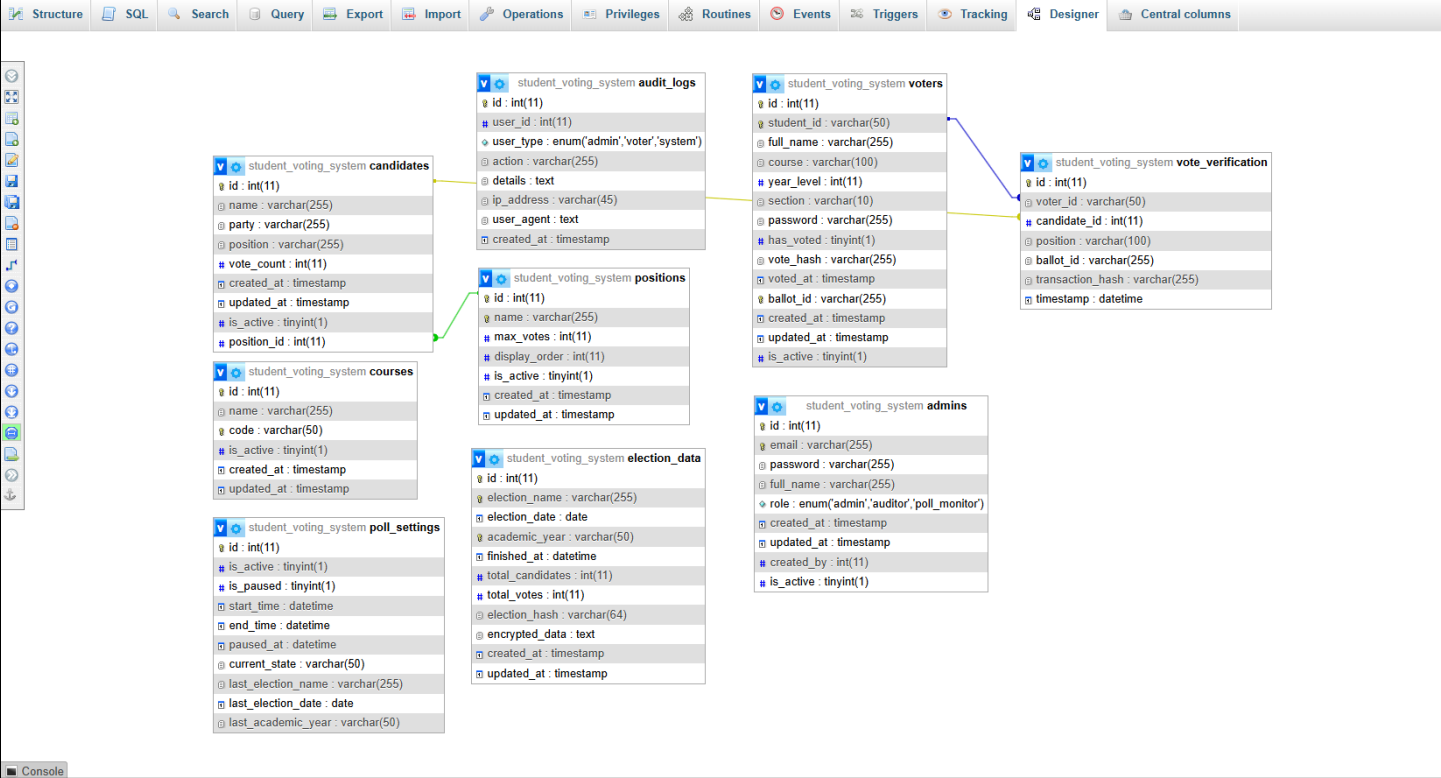 Structure SQL Search Query Export Import Operations Privileges Routines Events Triggers Tracking Designer Central columns
student_voting_system audit_logs
id : int(11)
user_id : int(11)
user_type : enum('admin','voter','system')
action : varchar(255)
details : text
ip_address : varchar(45)
user_agent : text
created_at : timestamp
student_voting_system voters
id : int(11)
student_id : varchar(50)
full_name : varchar(255)
course : varchar(100)
year_level : int(11)
section : varchar(10)
password : varchar(255)
has_voted : tinyint(1)
vote_hash : varchar(255)
voted_at : timestamp
ballot_id : varchar(255)
created_at : timestamp
updated_at : timestamp
is_active : tinyint(1)
student_voting_system vote_verification
id : int(11)
voter_id : varchar(50)
candidate_id : int(11)
position : varchar(100)
ballot_id : varchar(255)
transaction_hash : varchar(255)
timestamp : datetime
student_voting_system candidates
id : int(11)
name : varchar(255)
party : varchar(255)
position : varchar(255)
vote_count : int(11)
created_at : timestamp
updated_at : timestamp
is_active : tinyint(1)
position_id : int(11)
student_voting_system positions
id : int(11)
name : varchar(255)
max_votes : int(11)
display_order : int(11)
is_active : tinyint(1)
created_at : timestamp
updated_at : timestamp
student_voting_system courses
id : int(11)
name : varchar(255)
code : varchar(50)
is_active : tinyint(1)
created_at : timestamp
updated_at : timestamp
student_voting_system admins
id : int(11)
email : varchar(255)
password : varchar(255)
full_name : varchar(255)
role : enum('admin','auditor','poll_monitor')
created_at : timestamp
updated_at : timestamp
created_by : int(11)
is_active : tinyint(1)
student_voting_system election_data
id : int(11)
election_name : varchar(255)
election_date : date
academic_year : varchar(50)
finished_at : datetime
total_candidates : int(11)
total_votes : int(11)
election_hash : varchar(64)
encrypted_data : text
created_at : timestamp
updated_at : timestamp
student_voting_system poll_settings
id : int(11)
is_active : tinyint(1)
is_paused : tinyint(1)
start_time : datetime
end_time : datetime
paused_at : datetime
current_state : varchar(50)
last_election_name : varchar(255)
last_election_date : date
last_academic_year : varchar(50)
Console